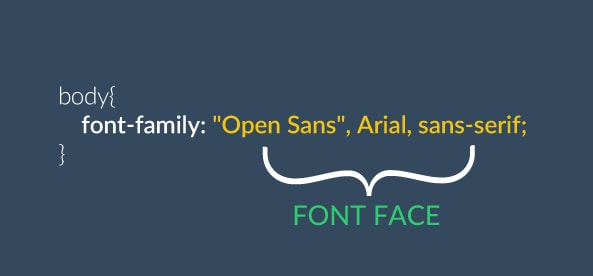 body{
font-family: "Open Sans", Arial, sans-serif;
}
FONT FACE